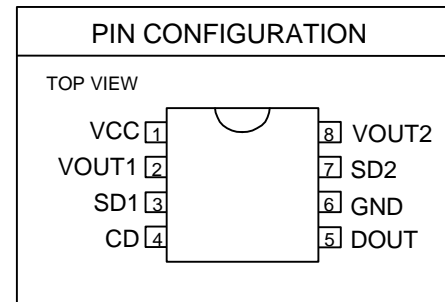 PIN CONFIGURATION
TOP VIEW
VCC 1 8 VOUT2
VOUT1 2 7 SD2
SD1 3 6 GND
CD 4 5 DOUT